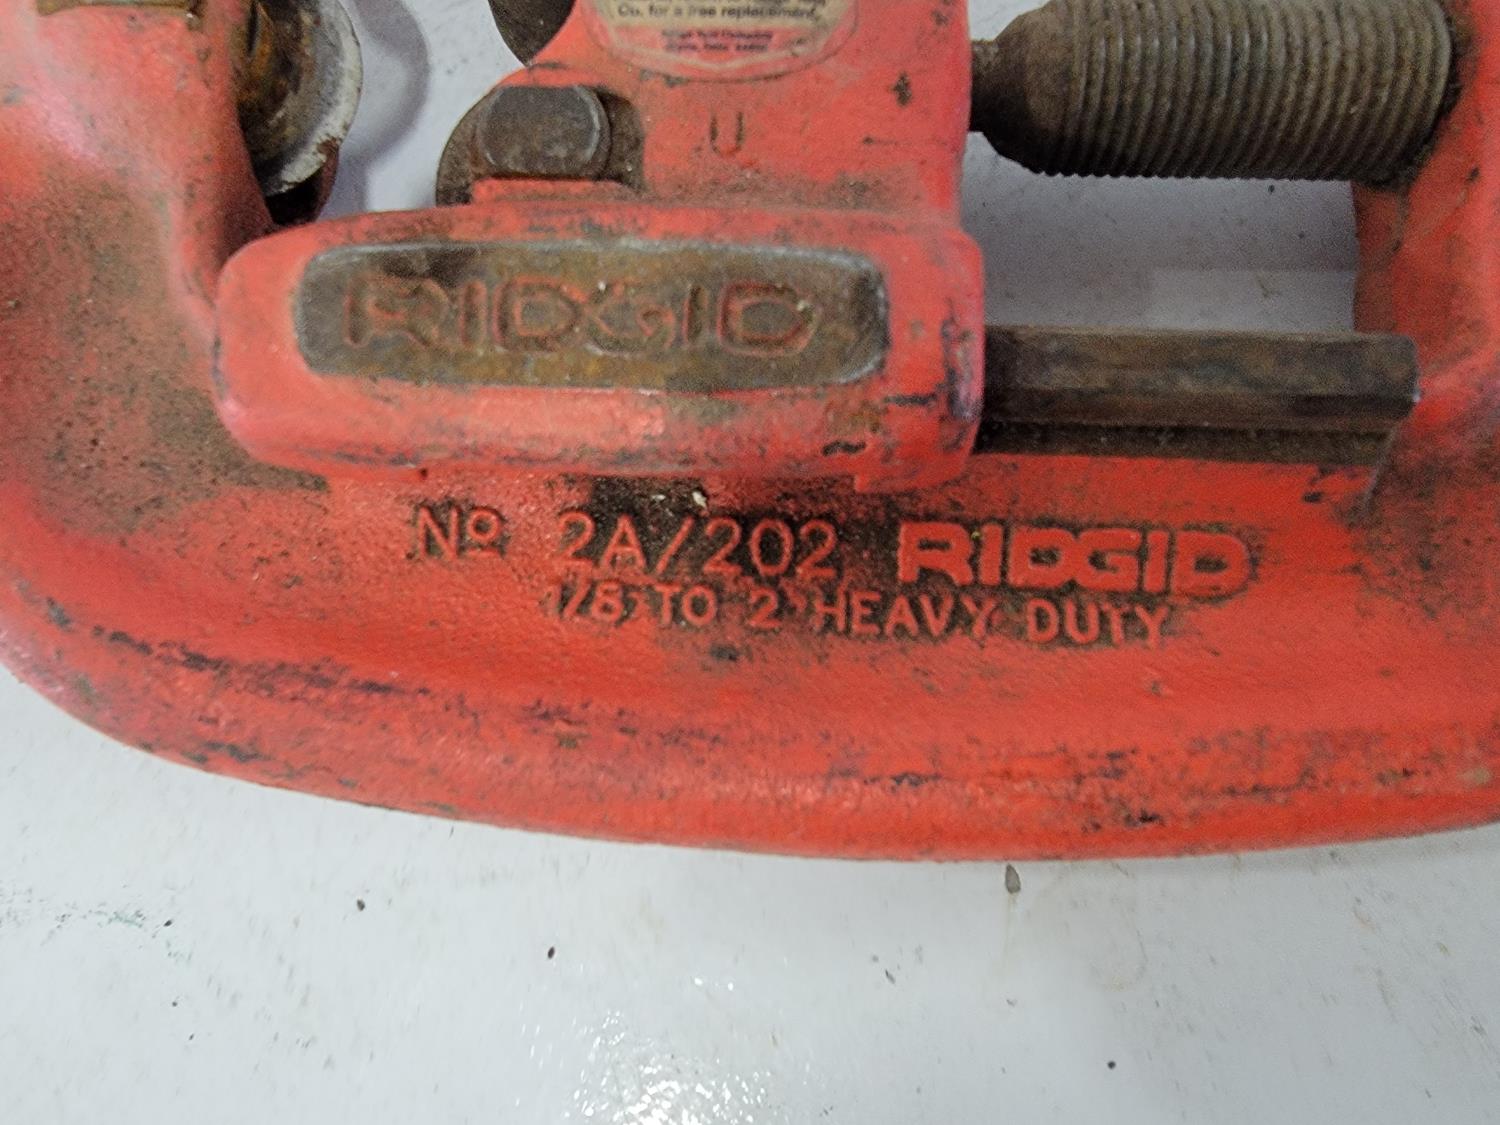 Co. for a free replacement.
U
RIDGID
Nº 2A/202 RIDGID
1/8 TO 2 HEAVY DUTY